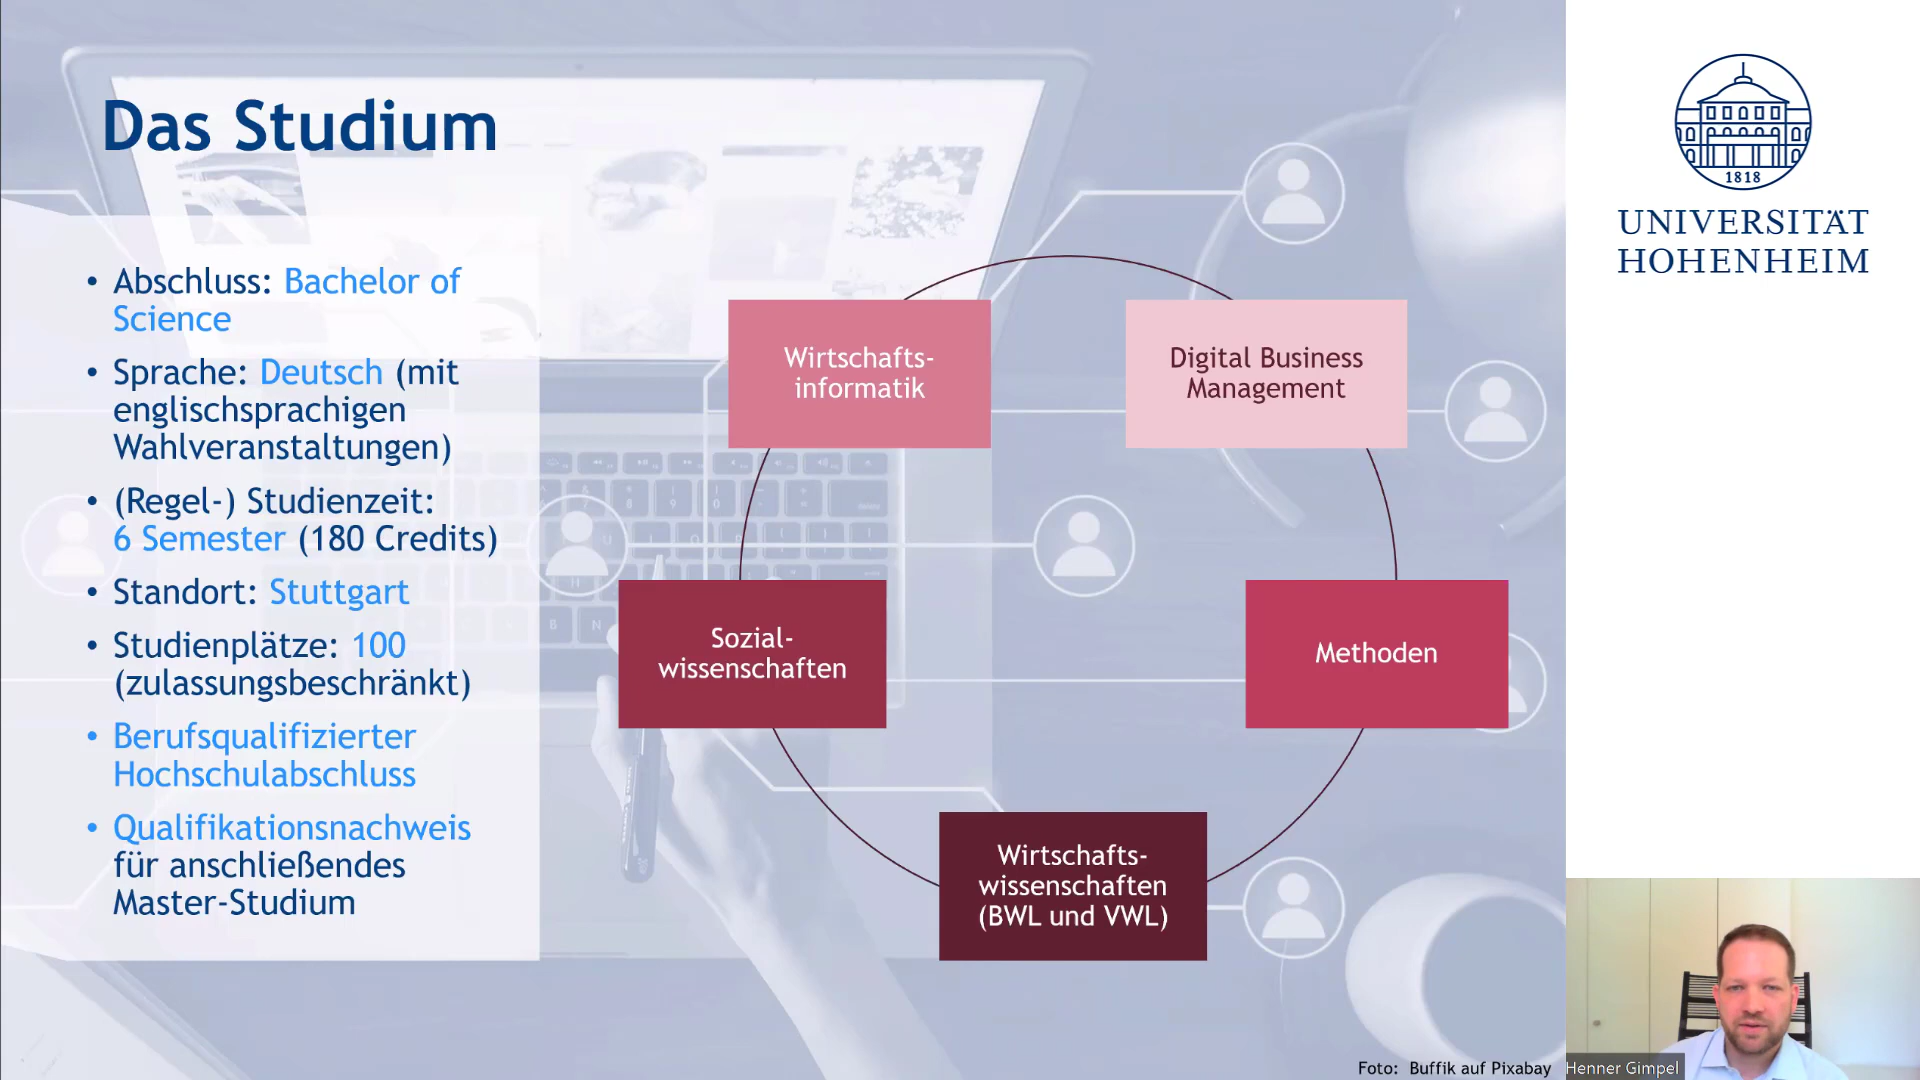 Das Studium
• Abschluss: Bachelor of
Science
• Sprache: Deutsch (mit
englischsprachigen
Wahlveranstaltungen)
• (Regel-) Studienzeit:
6 Semester (180 Credits)
• Standort: Stuttgart
• Studienplätze: 100
(zulassungsbeschränkt)
• Berufsqualifizierter
Hochschulabschluss
• Qualifikationsnachweis
für anschließendes
Master-Studium
Wirtschafts-
informatik
Digital Business
Management
Sozial-
wissenschaften
Methoden
Wirtschafts-
wissenschaften
(BWL und VWL)
Foto: Buffik auf Pixabay
1818
UNIVERSITÄT
HOHENHEIM
Henner Gimpel